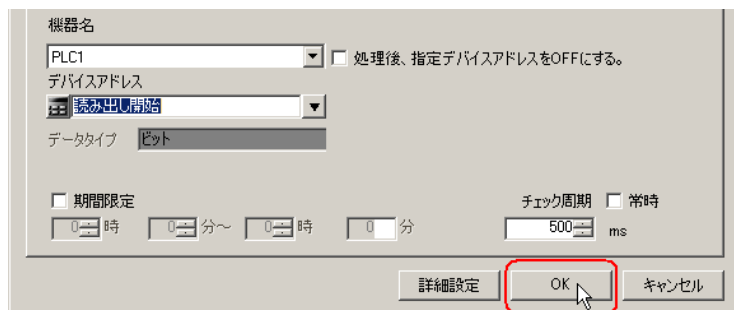 機器名
PLC1 処理後、指定デバイスアドレスをOFFにする。
デバイスアドレス
読み出し開始
データタイプ ビット
期間限定 チェック周期 常時
0 時 0 分～ 0 時 0 分 500 ms
詳細設定 OK キャンセル